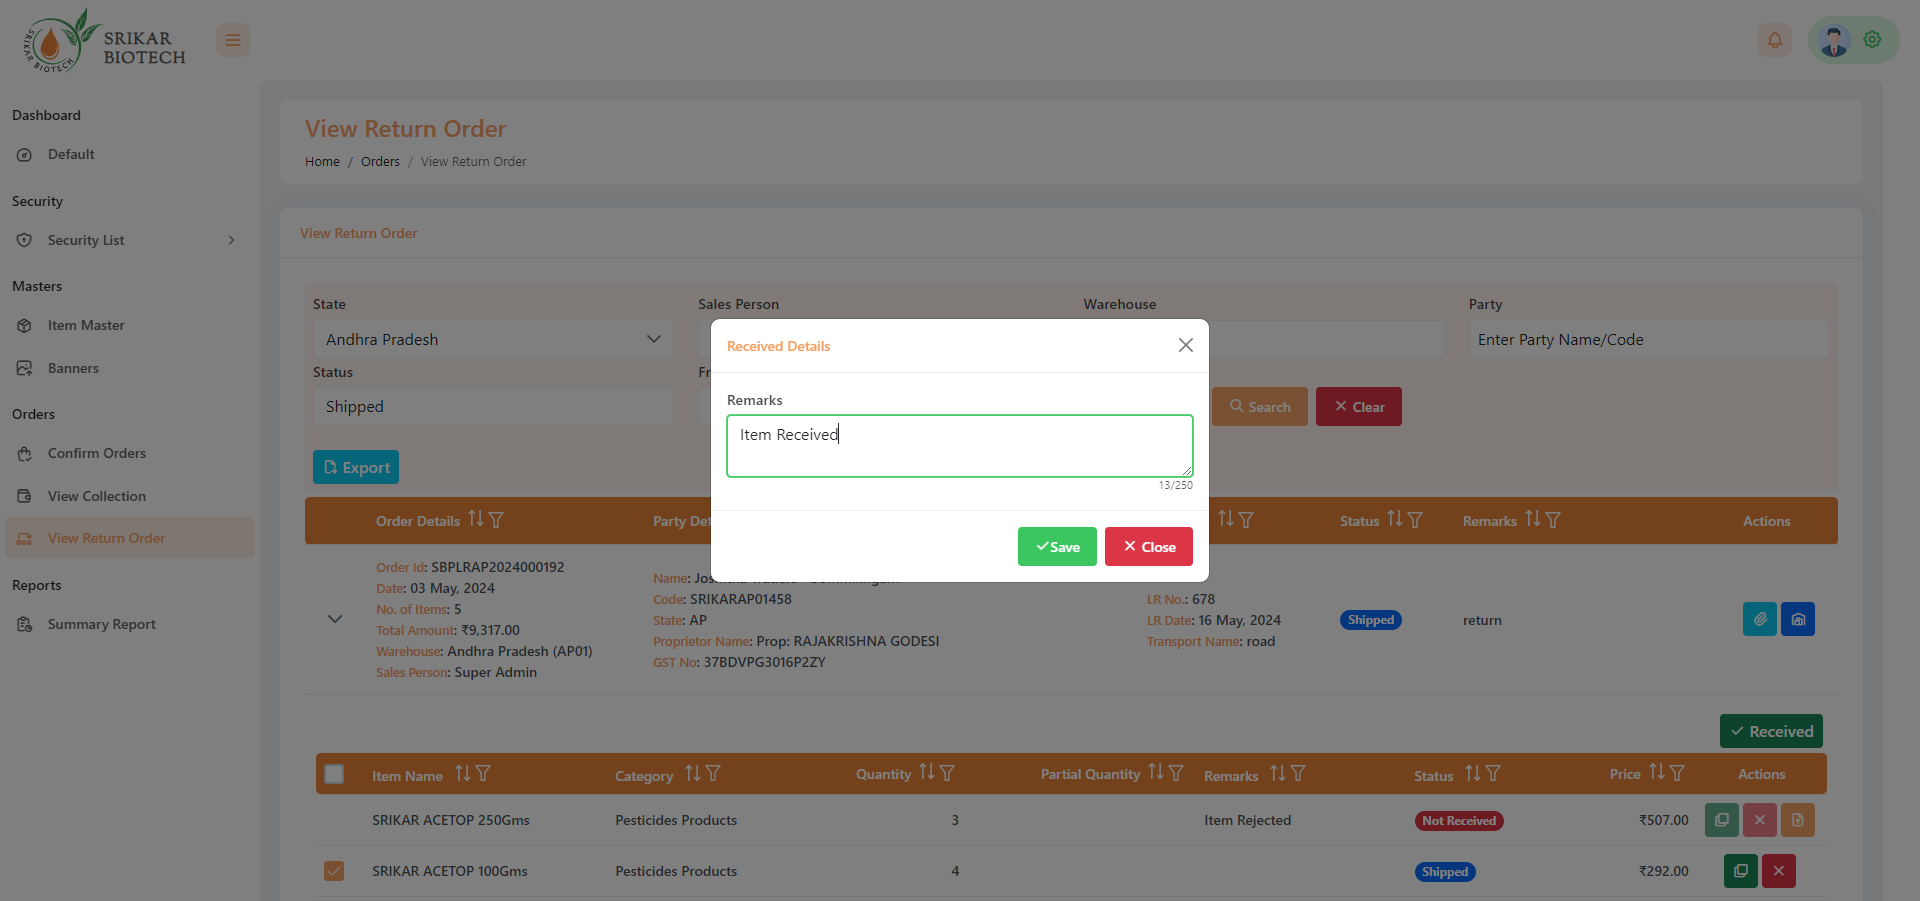 SRIKAR
BIOTECH
SRIKAR BIOTECH
Dashboard
Default
Security
Security List
Masters
Item Master
Banners
Orders
Confirm Orders
View Collection
View Return Order
Reports
Summary Report
View Return Order
Home / Orders / View Return Order
View Return Order
State
Sales Person
Warehouse
Party
Andhra Pradesh
Enter Party Name/Code
Status
Fr
Shipped
Search
Clear
Export
Received Details
Remarks
Item Received
13/250
Save
Close
Order Details
Party Det
Status
Remarks
Actions
Order Id: SBPLRAP2024000192
Date: 03 May, 2024
No. of Items: 5
Total Amount: ₹9,317.00
Warehouse: Andhra Pradesh (AP01)
Sales Person: Super Admin
Name:
Code: SRIKARAP01458
State: AP
Proprietor Name: Prop: RAJAKRISHNA GODESI
GST No: 37BDVPG3016P2ZY
LR No.: 678
LR Date: 16 May, 2024
Transport Name: road
Shipped
return
Received
Item Name
Category
Quantity
Partial Quantity
Remarks
Status
Price
Actions
SRIKAR ACETOP 250Gms Pesticides Products 3 Item Rejected Not Received ₹507.00
SRIKAR ACETOP 100Gms Pesticides Products 4 Shipped ₹292.00